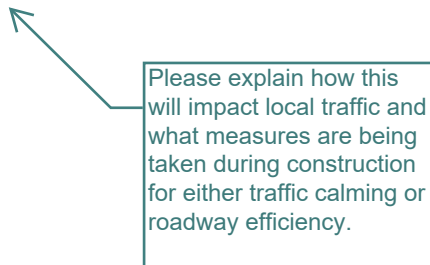 Please explain how this
will impact local traffic and
what measures are being
taken during construction
for either traffic calming or
roadway efficiency.